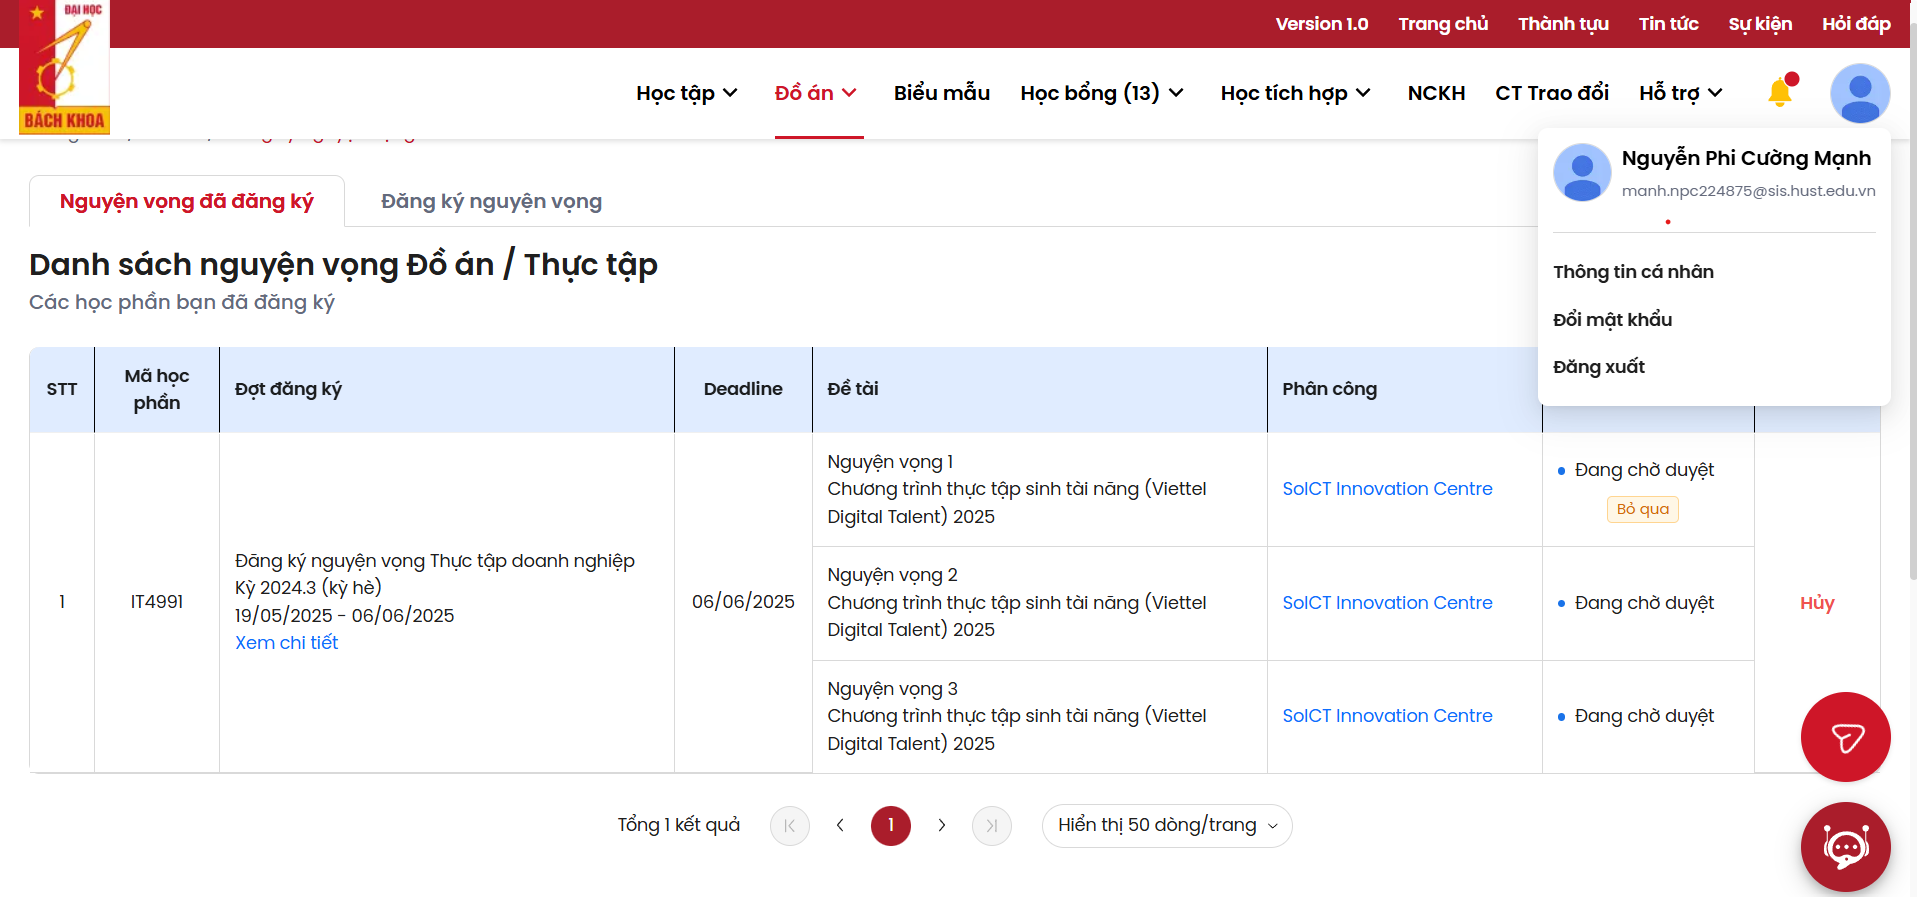 ĐẠI HỌC
BÁCH KHOA
Version 1.0 Trang chủ Thành tựu Tin tức Sự kiện Hỏi đáp
Học tập Đồ án Biểu mẫu Học bổng (13) Học tích hợp NCKH CT Trao đổi Hỗ trợ
Nguyễn Phi Cường Mạnh
manh.npc224875@sis.hust.edu.vn
Thông tin cá nhân
Đổi mật khẩu
Đăng xuất
Nguyện vọng đã đăng ký Đăng ký nguyện vọng
Danh sách nguyện vọng Đồ án / Thực tập
Các học phần bạn đã đăng ký
STT
Mã học
phần
Đợt đăng ký
Deadline
Đề tài
Phân công
1
IT4991
Đăng ký nguyện vọng Thực tập doanh nghiệp
Kỳ 2024.3 (kỳ hè)
19/05/2025 - 06/06/2025
Xem chi tiết
06/06/2025
Nguyện vọng 1
Chương trình thực tập sinh tài năng (Viettel
Digital Talent) 2025
SoICT Innovation Centre
Đang chờ duyệt
Bỏ qua
Nguyện vọng 2
Chương trình thực tập sinh tài năng (Viettel
Digital Talent) 2025
SoICT Innovation Centre
Đang chờ duyệt
Nguyện vọng 3
Chương trình thực tập sinh tài năng (Viettel
Digital Talent) 2025
SoICT Innovation Centre
Đang chờ duyệt
Hủy
Tổng 1 kết quả
1
Hiển thị 50 dòng/trang